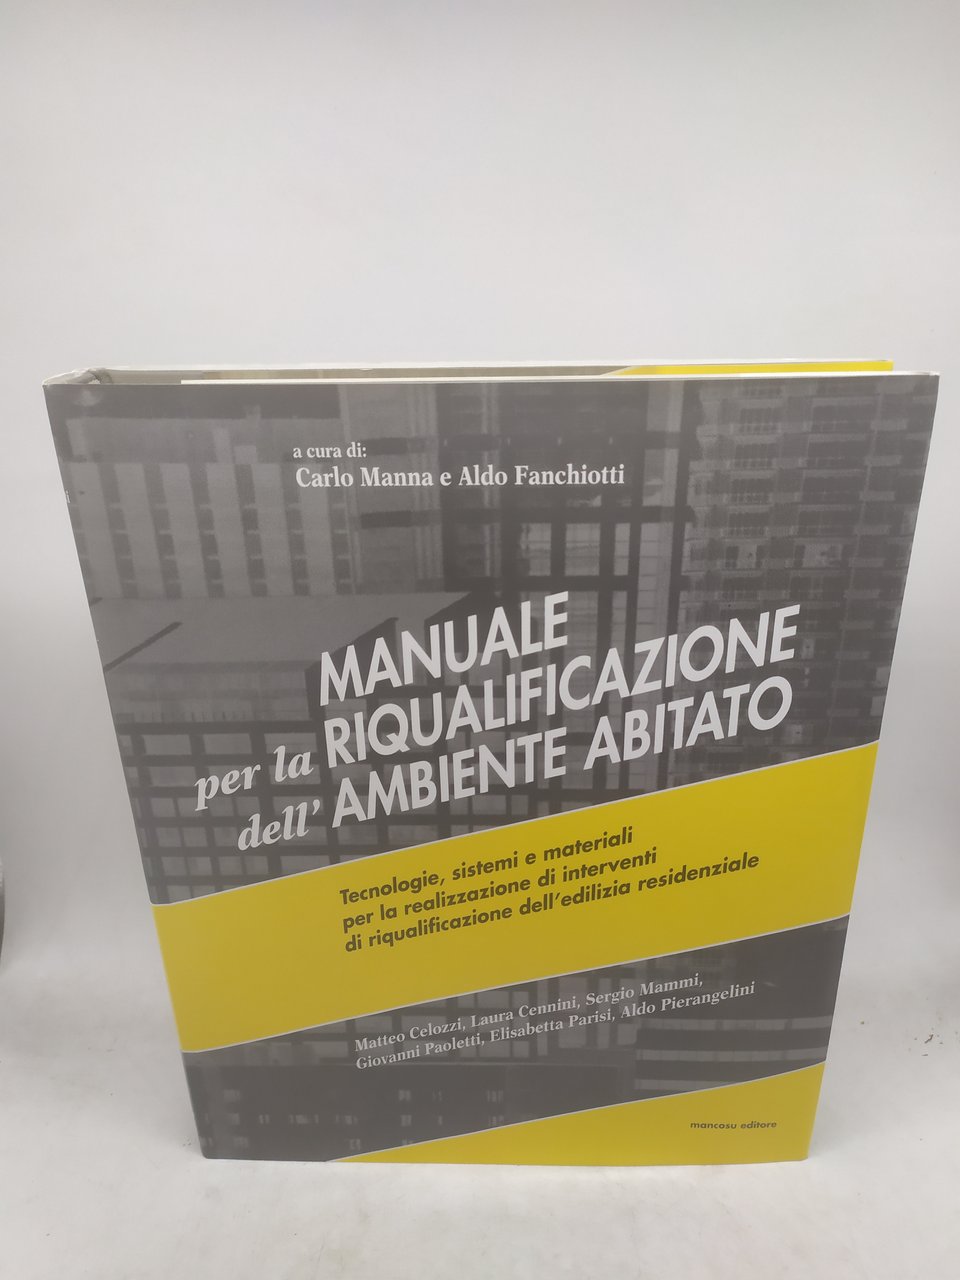 a cura di:
Carlo Manna e Aldo Fanchiotti
MANUALE
per la RIQUALIFICAZIONE
dell' AMBIENTE ABITATO
Tecnologie, sistemi e materiali
per la realizzazione di interventi
di riqualificazione dell'edilizia residenziale
Matteo Celozzi, Laura Cennini, Sergio Mammi,
Giovanni Paoletti, Elisabetta Parisi, Aldo Pierangelini
mancosu editore